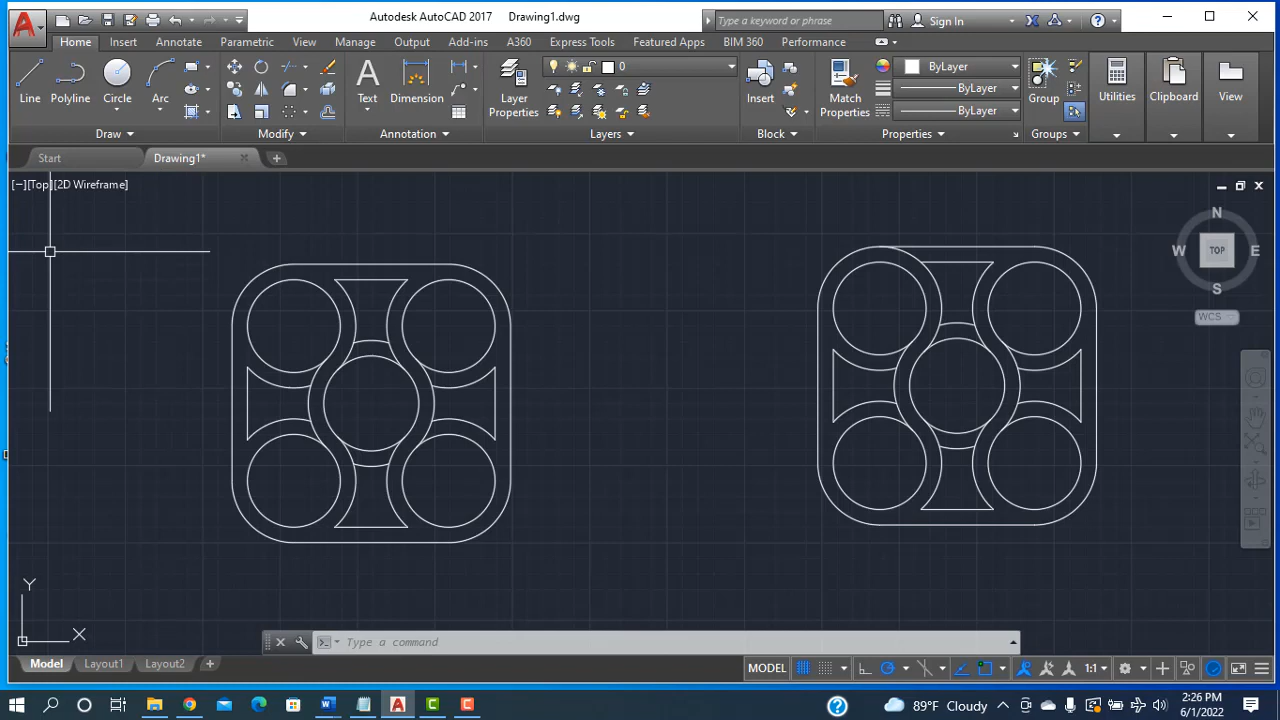 Autodesk AutoCAD 2017 Drawing1.dwg
Type a keyword or phrase
Sign In
Home Insert Annotate Parametric View Manage Output Add-ins A360 Express Tools Featured Apps BIM 360 Performance
0
ByLayer
ByLayer
ByLayer
Line Polyline Circle Arc
Text Dimension
Layer Properties
Insert
Match Properties
Group
Utilities
Clipboard
View
Draw Modify Annotation Layers Block Properties Groups
Start Drawing1*
[−][Top][2D Wireframe]
N
W TOP E
S
WCS
Y
X
Type a command
Model Layout1 Layout2
MODEL 1:1
89°F Cloudy
2:26 PM
6/1/2022